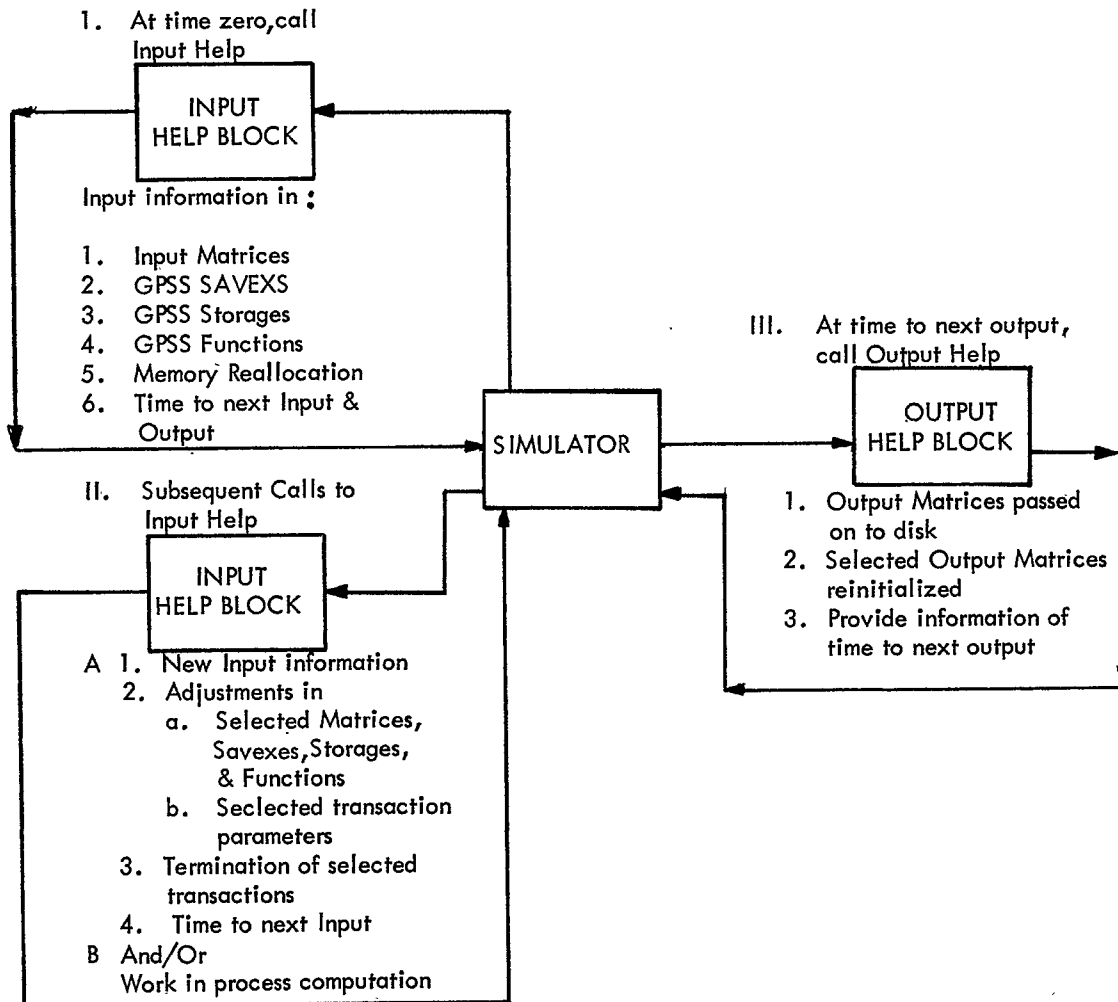 1. At time zero,call
Input Help
INPUT
HELP BLOCK
Input information in :
1. Input Matrices
2. GPSS SAVEXS
3. GPSS Storages
4. GPSS Functions
5. Memory Reallocation
6. Time to next Input &
Output
SIMULATOR
II. Subsequent Calls to
Input Help
INPUT
HELP BLOCK
A 1. New Input information
2. Adjustments in
a. Selected Matrices,
Savexes,Storages,
& Functions
b. Seclected transaction
parameters
3. Termination of selected
transactions
4. Time to next Input
B And/Or
Work in process computation
III. At time to next output,
call Output Help
OUTPUT
HELP BLOCK
1. Output Matrices passed
on to disk
2. Selected Output Matrices
reinitialized
3. Provide information of
time to next output